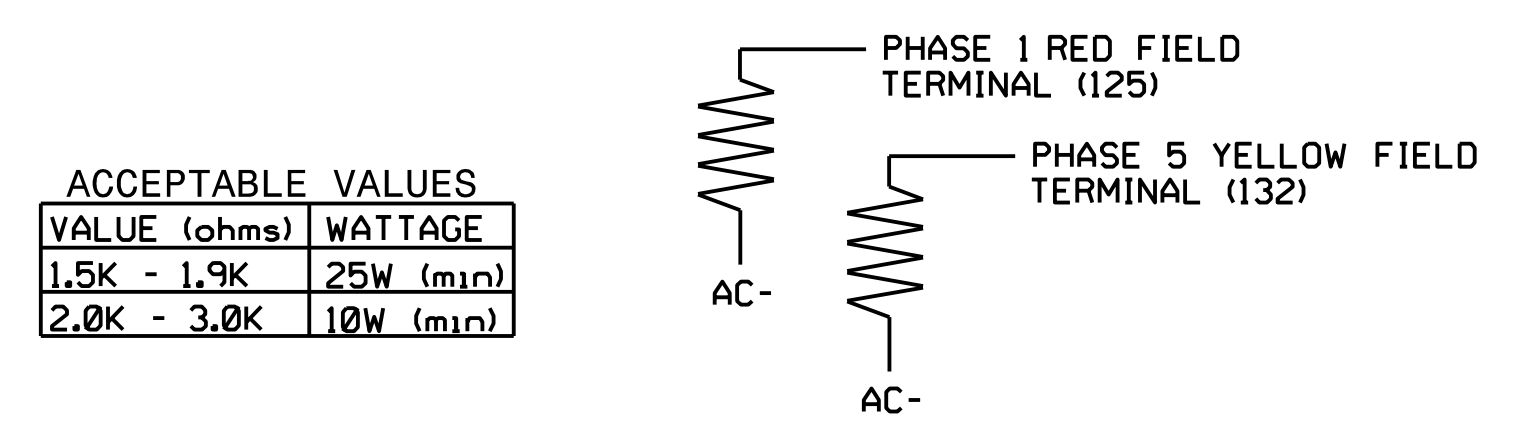 ACCEPTABLE VALUES
VALUE (ohms) WATTAGE
1.5K - 1.9K 25W (min)
2.0K - 3.0K 10W (min)
PHASE 1 RED FIELD
TERMINAL (125)
AC-
PHASE 5 YELLOW FIELD
TERMINAL (132)
AC-